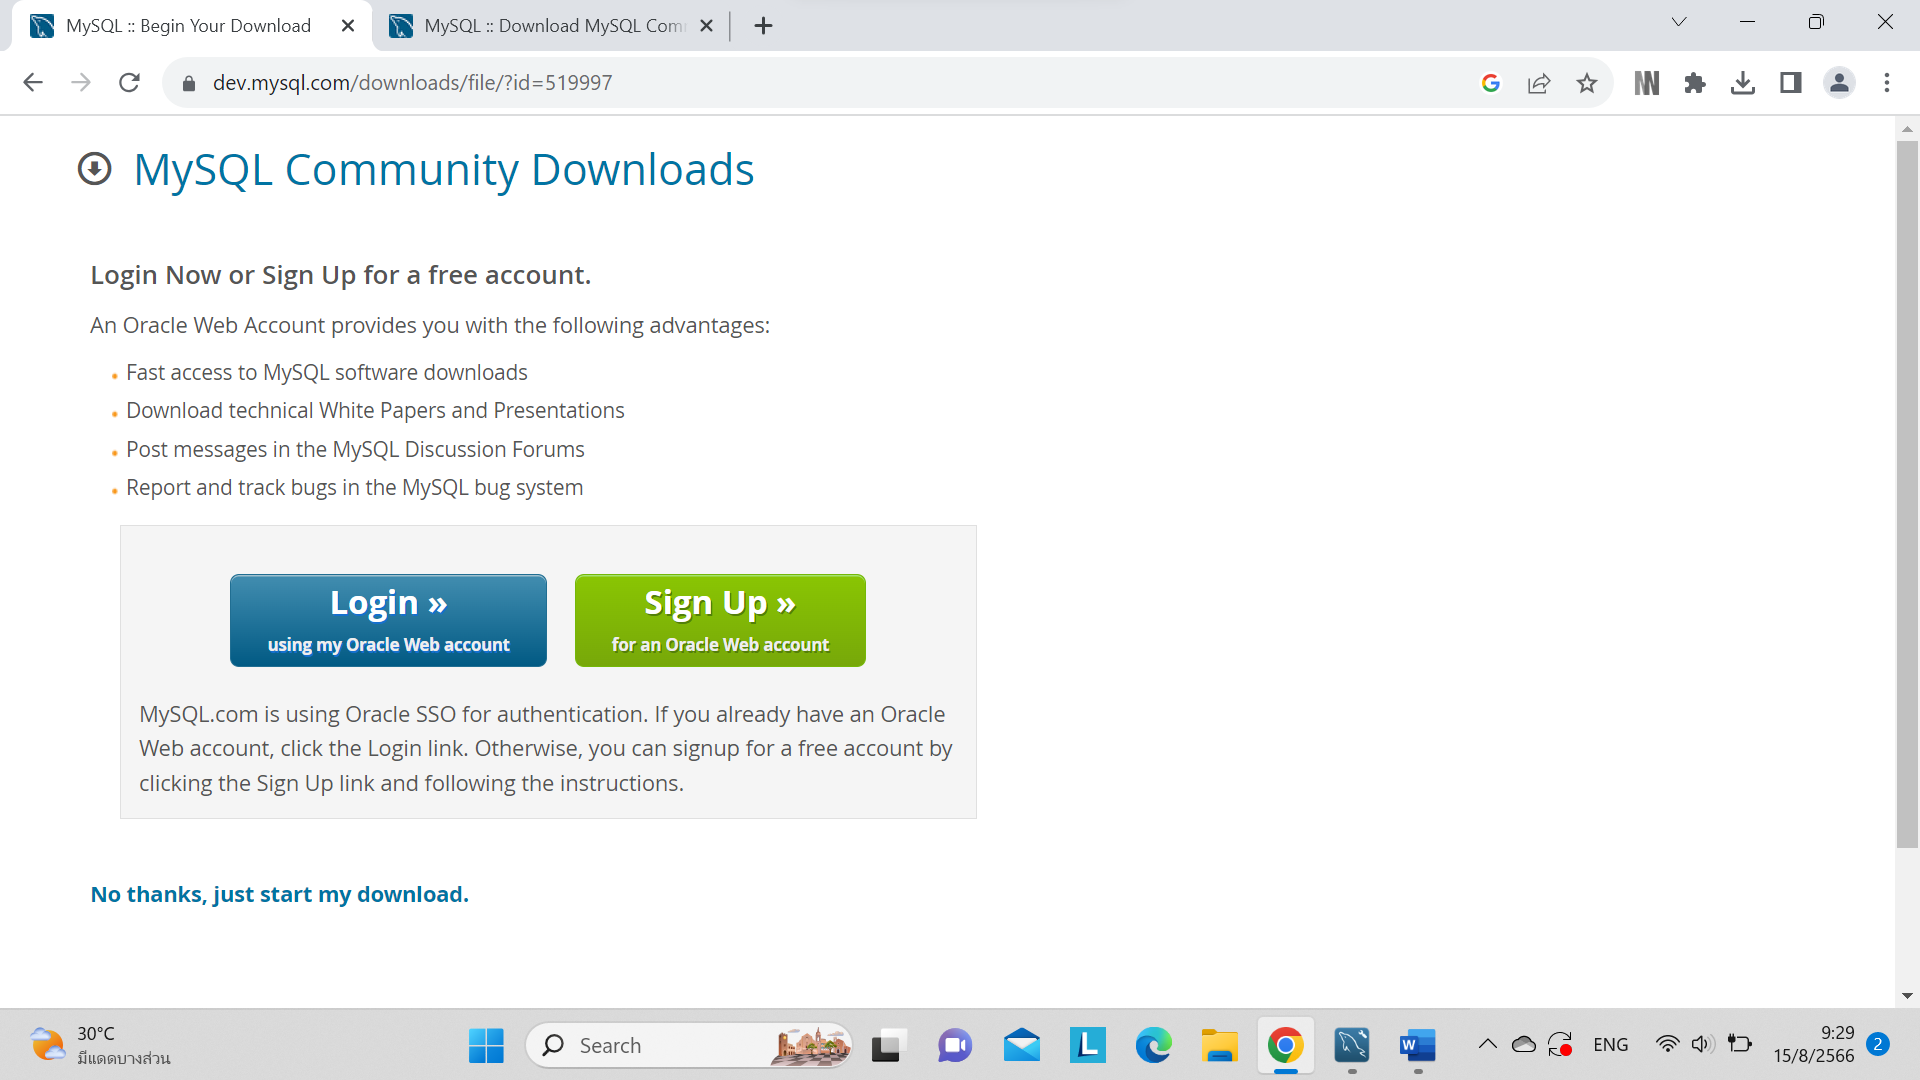 MySQL :: Begin Your Download
MySQL :: Download MySQL Com
dev.mysql.com/downloads/file/?id=519997
MySQL Community Downloads
Login Now or Sign Up for a free account.
An Oracle Web Account provides you with the following advantages:
Fast access to MySQL software downloads
Download technical White Papers and Presentations
Post messages in the MySQL Discussion Forums
Report and track bugs in the MySQL bug system
Login »
using my Oracle Web account
Sign Up »
for an Oracle Web account
MySQL.com is using Oracle SSO for authentication. If you already have an Oracle
Web account, click the Login link. Otherwise, you can signup for a free account by
clicking the Sign Up link and following the instructions.
No thanks, just start my download.
30°C
มีแดดบางส่วน
Search
ENG
9:29
15/8/2566
2